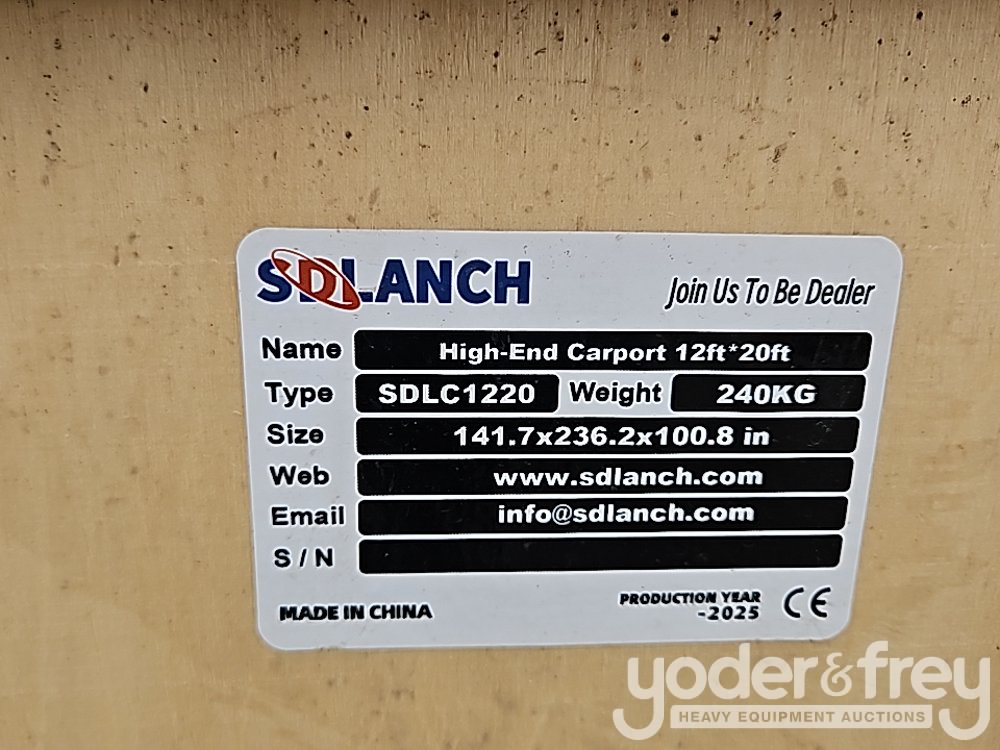 SDLANCH
Join Us To Be Dealer
Name High-End Carport 12ft*20ft
Type SDLC1220 Weight 240KG
Size 141.7x236.2x100.8 in
Web www.sdlanch.com
Email info@sdlanch.com
S / N
MADE IN CHINA
PRODUCTION YEAR
-2025
CE
yoder&frey
HEAVY EQUIPMENT AUCTIONS